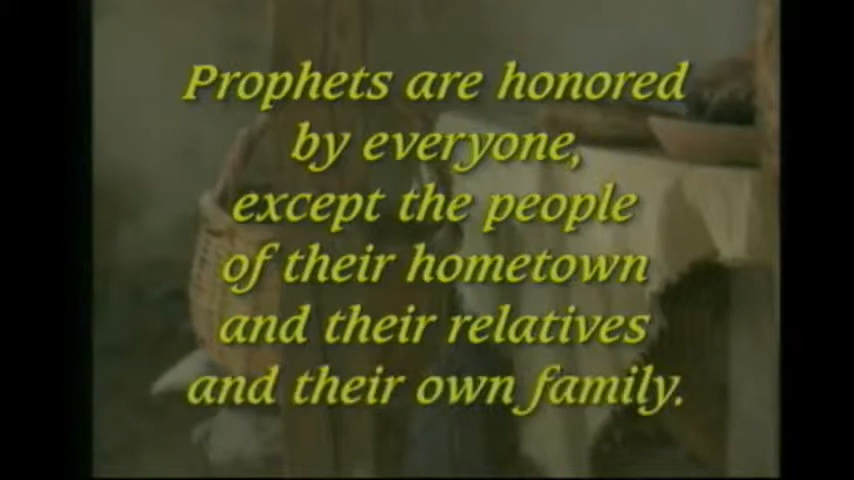 Prophets are honored
by everyone,
except the people
of their hometown
and their relatives
and their own family.